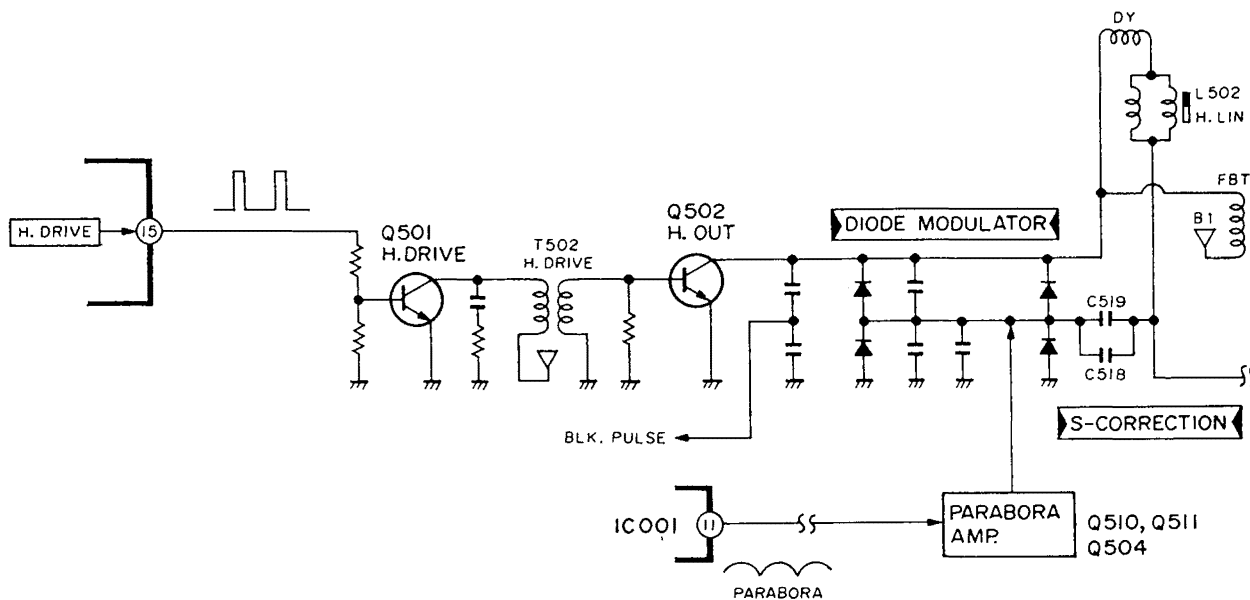 DY
L502
H. LIN
FBT
B1
H. DRIVE
15
Q501
H. DRIVE
T502
H. DRIVE
Q502
H. OUT
DIODE MODULATOR
C519
C518
S-CORRECTION
BLK. PULSE
IC001
11
PARABORA
PARABORA
AMP.
Q510, Q511
Q504